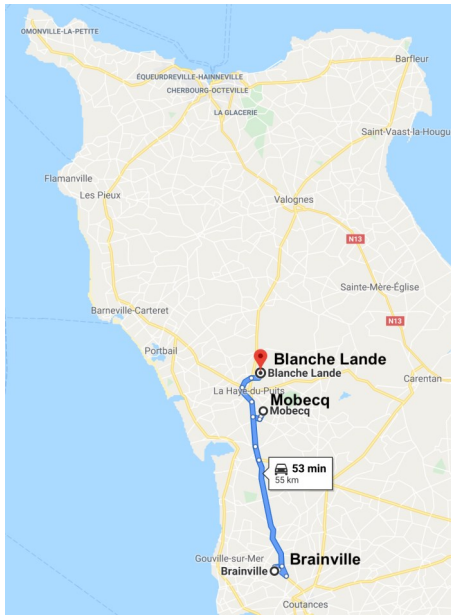 OMONVILLE-LA-PETITE
Barfleur
ÉQUEURDREVILLE-HAINNEVILLE
CHERBOURG-OCTEVILLE
LA GLACERIE
Saint-Vaast-la-Hougu
Flamanville
Les Pieux
Valognes
N13
Sainte-Mère-Église
Barneville-Carteret
N13
Portbail
Blanche Lande
Blanche Lande
Carentan
La Haye-du-Puits
Mobecq
Mobecq
53 min
55 km
Brainville
Gouville-sur-Mer
Brainville
Coutances